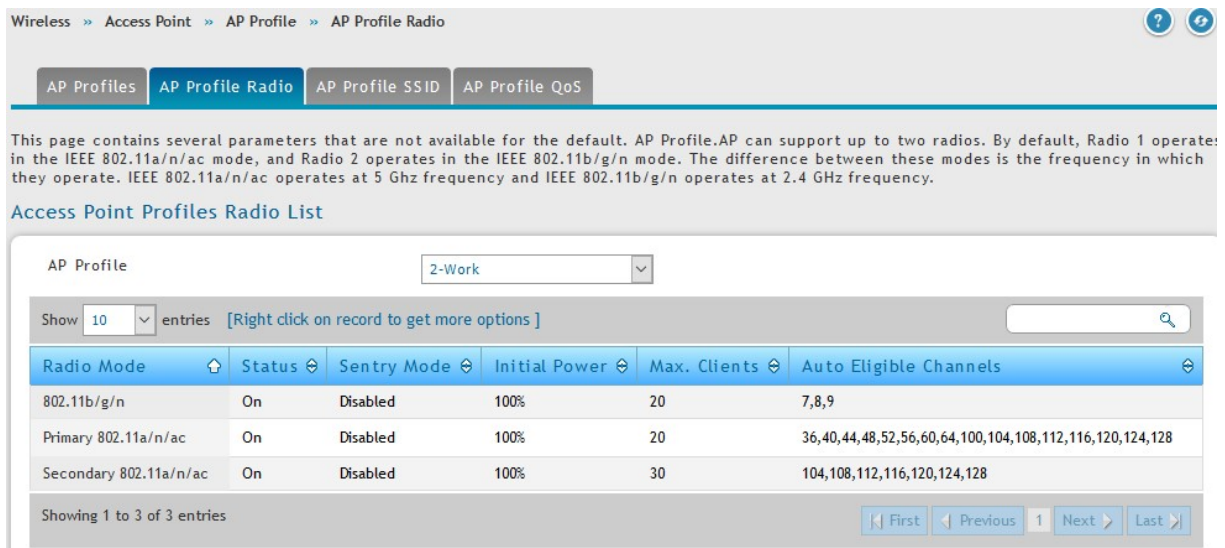 Wireless » Access Point » AP Profile » AP Profile Radio
?
AP Profiles AP Profile Radio AP Profile SSID AP Profile QoS
This page contains several parameters that are not available for the default. AP Profile.AP can support up to two radios. By default, Radio 1 operates
in the IEEE 802.11a/n/ac mode, and Radio 2 operates in the IEEE 802.11b/g/n mode. The difference between these modes is the frequency in which
they operate. IEEE 802.11a/n/ac operates at 5 Ghz frequency and IEEE 802.11b/g/n operates at 2.4 GHz frequency.
Access Point Profiles Radio List
AP Profile 2-Work
Show 10 entries [Right click on record to get more options ]
Radio Mode Status Sentry Mode Initial Power Max. Clients Auto Eligible Channels
802.11b/g/n On Disabled 100% 20 7,8,9
Primary 802.11a/n/ac On Disabled 100% 20 36,40,44,48,52,56,60,64,100,104,108,112,116,120,124,128
Secondary 802.11a/n/ac On Disabled 100% 30 104,108,112,116,120,124,128
Showing 1 to 3 of 3 entries First Previous 1 Next Last